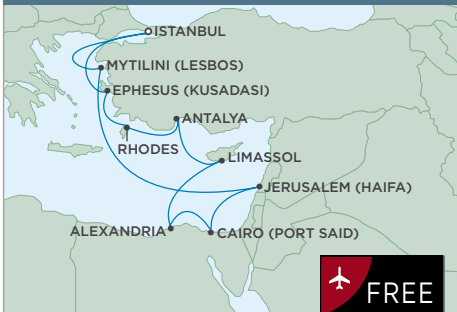 ISTANBUL
MYTILINI (LESBOS)
EPHESUS (KUSADASI)
ANTALYA
RHODES
LIMASSOL
JERUSALEM (HAIFA)
ALEXANDRIA
CAIRO (PORT SAID)
FREE